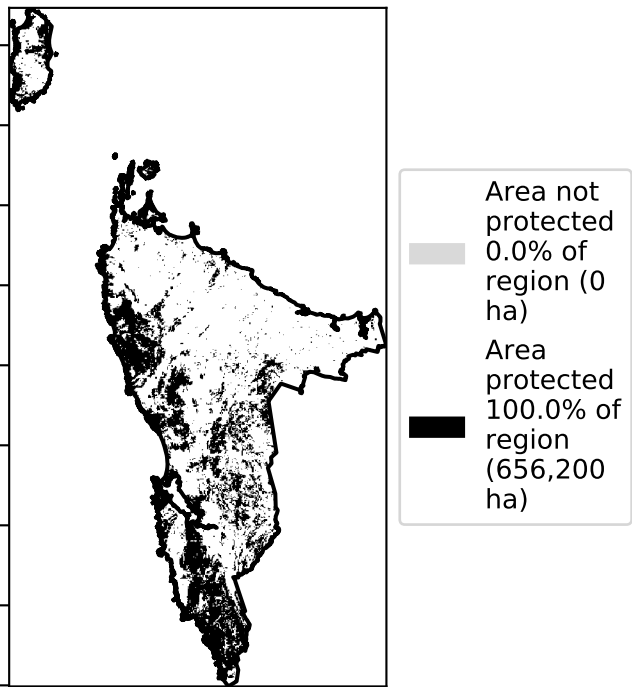 Area not
protected
0.0% of
region (0
ha)
Area
protected
100.0% of
region
(656,200
ha)